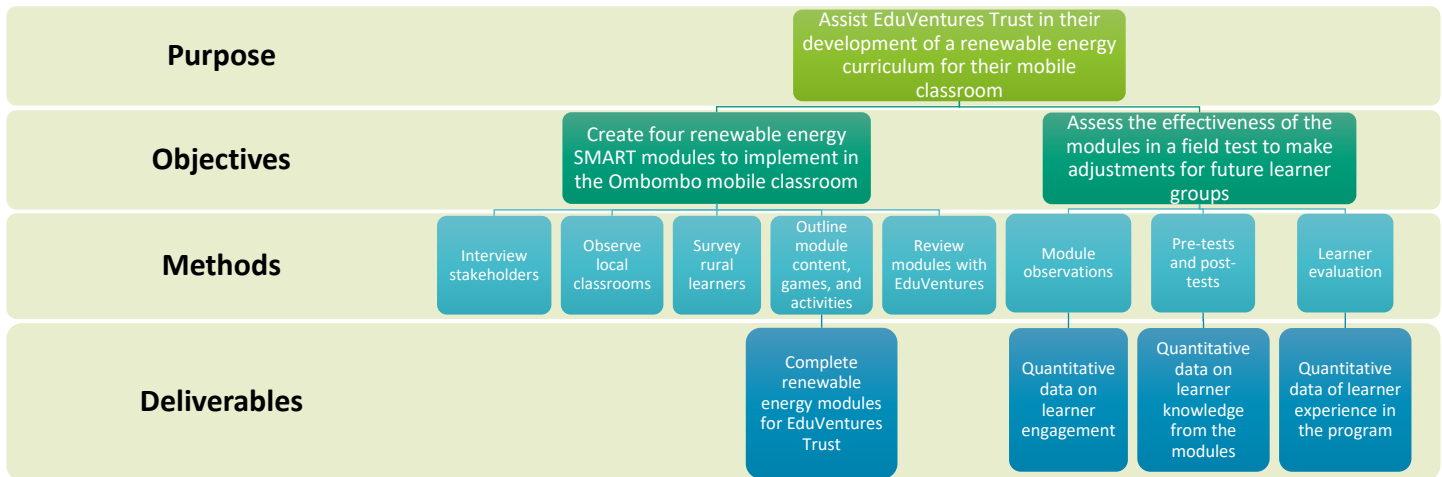 Purpose
Assist EduVentures Trust in their
development of a renewable energy
curriculum for their mobile
classroom
Objectives
Create four renewable energy
SMART modules to implement in
the Ombombo mobile classroom
Assess the effectiveness of the
modules in a field test to make
adjustments for future learner
groups
Methods
Interview
stakeholders
Observe
local
classrooms
Survey
rural
learners
Outline
module
content,
games, and
activities
Review
modules with
EduVentures
Module
observations
Pre-tests
and post-
tests
Learner
evaluation
Deliverables
Complete
renewable
energy modules
for EduVentures
Trust
Quantitative
data on
learner
engagement
Quantitative
data on
learner
knowledge
from the
modules
Quantitative
data of learner
experience in
the program